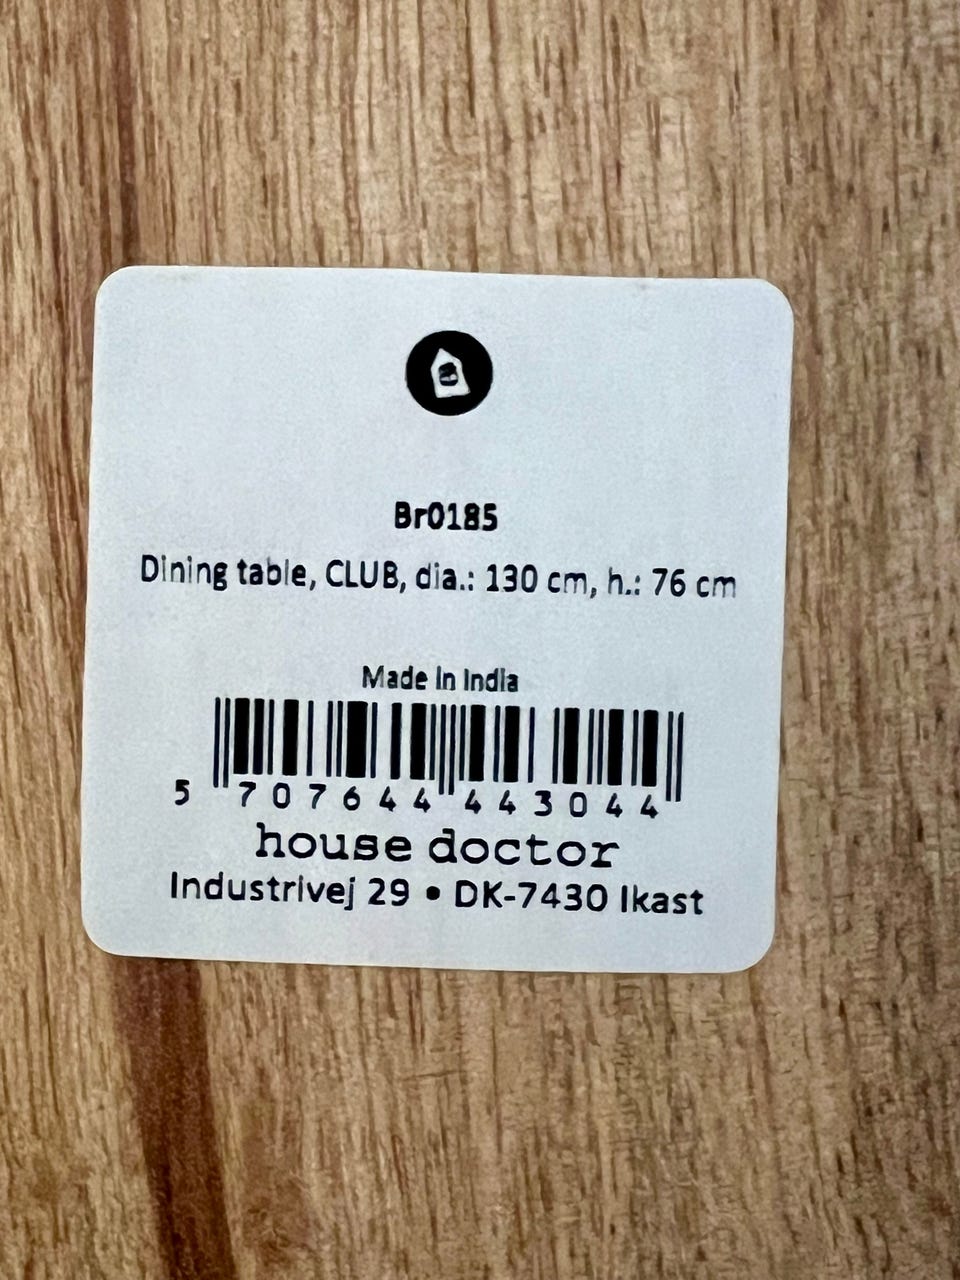 Br0185
Dining table, CLUB, dia.: 130 cm, h.: 76 cm
Made in India
5 707644 443044
house doctor
Industrivej 29 • DK-7430 Ikast